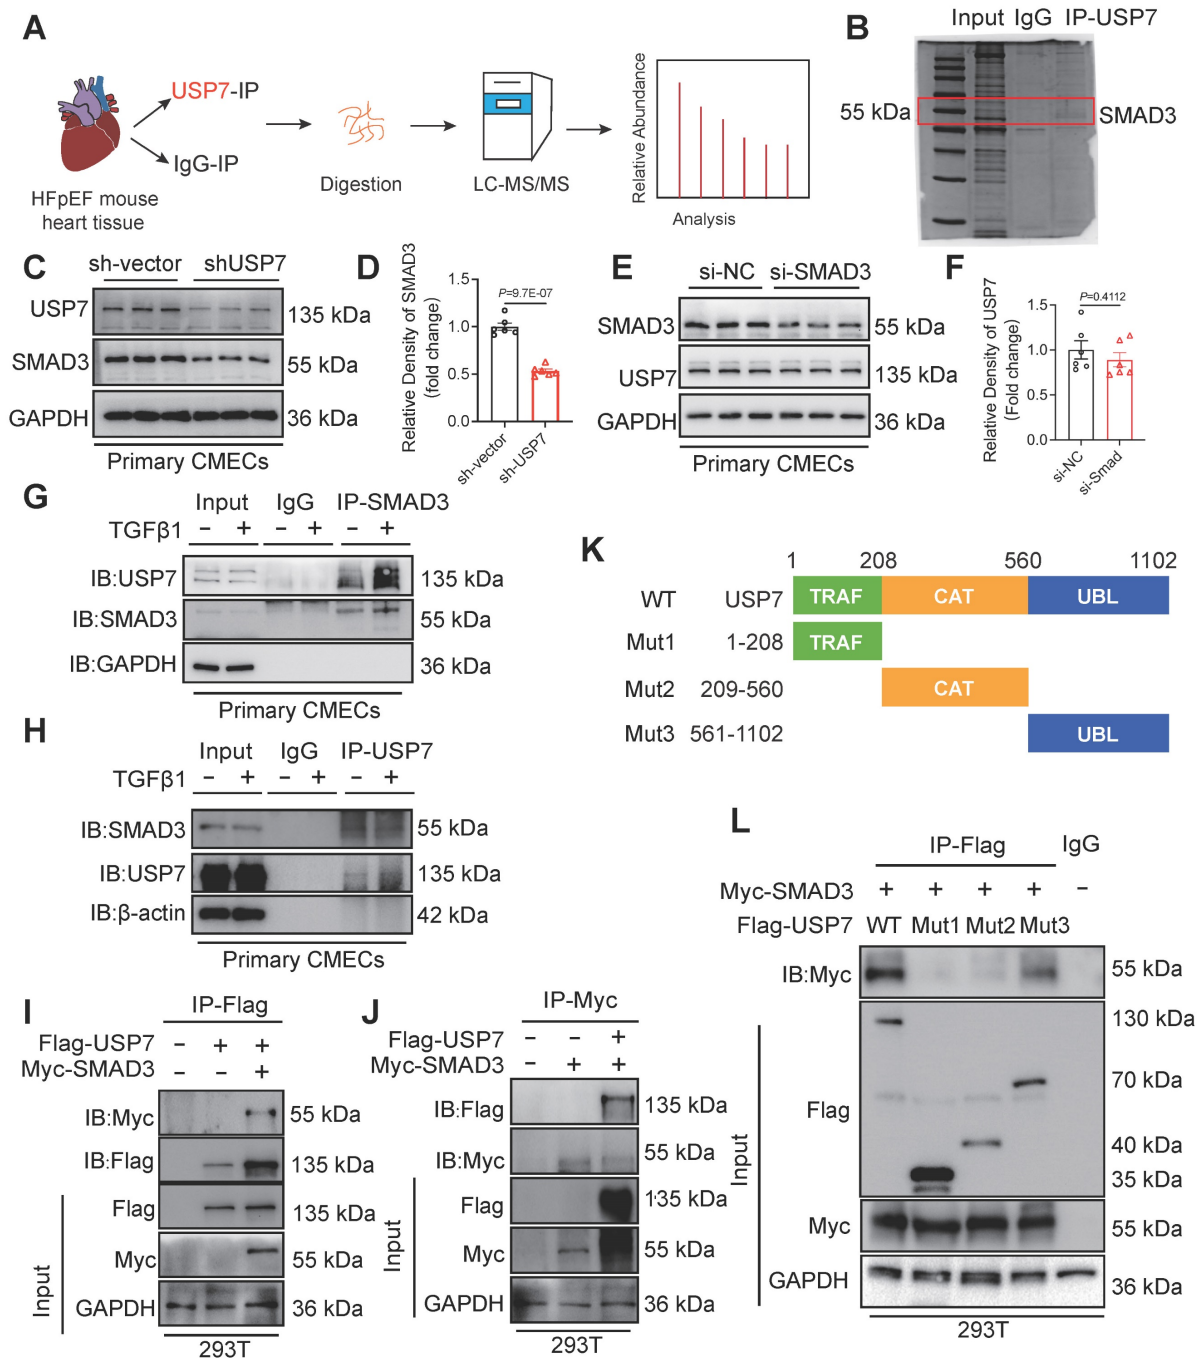 A
USP7-IP
IgG-IP
HFpEF mouse
heart tissue
Digestion
LC-MS/MS
Relative Abundance
Analysis
B
Input IgG IP-USP7
55 kDa
SMAD3
C
sh-vector shUSP7
USP7 135 kDa
SMAD3 55 kDa
GAPDH 36 kDa
Primary CMECs
D
Relative Density of SMAD3
(fold change)
1.5
1.0
0.5
0.0
P=9.7E-07
sh-vector
sh-USP7
E
si-NC si-SMAD3
SMAD3 55 kDa
USP7 135 kDa
GAPDH 36 kDa
Primary CMECs
F
Relative Density of USP7
(Fold change)
1.5
1.0
0.5
0.0
P=0.4112
si-NC
si-Smad
G
Input IgG IP-SMAD3
TGFβ1 − + − + − +
IB:USP7 135 kDa
IB:SMAD3 55 kDa
IB:GAPDH 36 kDa
Primary CMECs
H
Input IgG IP-USP7
TGFβ1 − + − + − +
IB:SMAD3 55 kDa
IB:USP7 135 kDa
IB:β-actin 42 kDa
Primary CMECs
I
IP-Flag
Flag-USP7 − + +
Myc-SMAD3 − − +
IB:Myc 55 kDa
IB:Flag 135 kDa
Flag 135 kDa
Myc 55 kDa
GAPDH 36 kDa
Input
293T
J
IP-Myc
Flag-USP7 − − +
Myc-SMAD3 − + +
IB:Flag 135 kDa
IB:Myc 55 kDa
Flag 135 kDa
Myc 55 kDa
GAPDH 36 kDa
Input
293T
K
1 208 560 1102
WT USP7 TRAF CAT UBL
Mut1 1-208 TRAF
Mut2 209-560 CAT
Mut3 561-1102 UBL
L
IP-Flag IgG
Myc-SMAD3 + + + + −
Flag-USP7 WT Mut1 Mut2 Mut3
IB:Myc 55 kDa
130 kDa
70 kDa
Flag
40 kDa
35 kDa
Myc 55 kDa
GAPDH 36 kDa
Input
293T